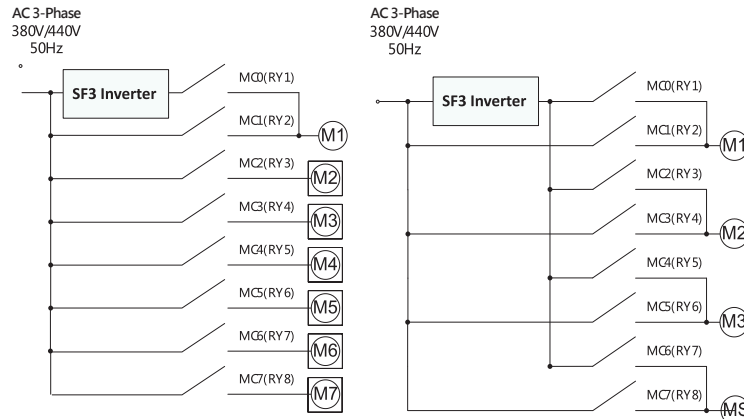 AC 3-Phase
380V/440V
50Hz
SF3 Inverter
MC0(RY1)
MC1(RY2)
M1
MC2(RY3)
M2
MC3(RY4)
M3
MC4(RY5)
M4
MC5(RY6)
M5
MC6(RY7)
M6
MC7(RY8)
M7
AC 3-Phase
380V/440V
50Hz
SF3 Inverter
MC0(RY1)
MC1(RY2)
M1
MC2(RY3)
MC3(RY4)
M2
MC4(RY5)
MC5(RY6)
M3
MC6(RY7)
MC7(RY8)